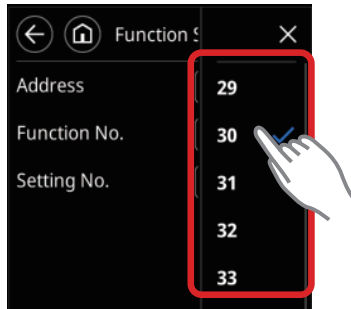 Function S
Address
Function No.
Setting No.
29
30
31
32
33